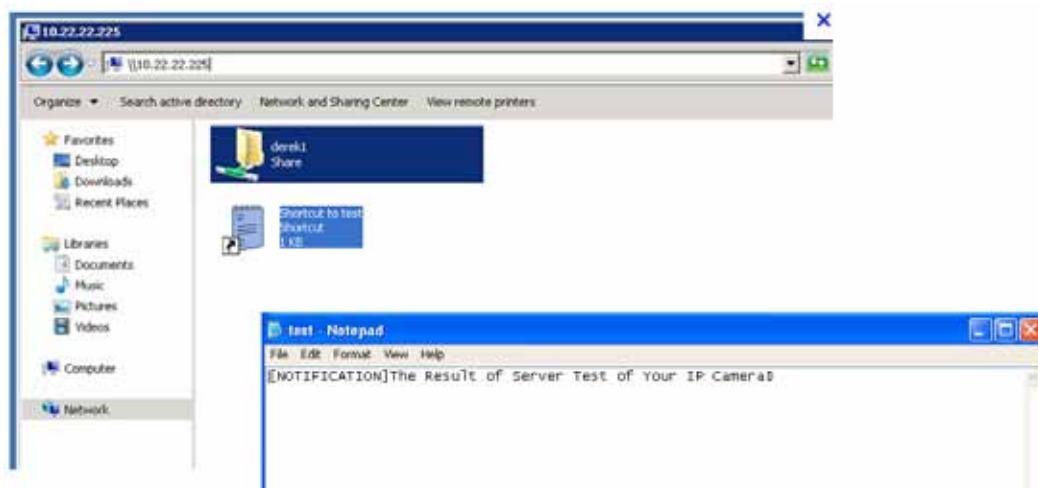 10.22.22.225
\\10.22.22.225
Organize Search active directory Network and Sharing Center View remote printers
Favorites
Desktop
Downloads
Recent Places
Libraries
Documents
Music
Pictures
Videos
Computer
Network
derek1
Share
Shortcut to test
Shortcut
1 KB
test - Notepad
File Edit Format View Help
[NOTIFICATION]The Result of Server Test of Your IP Camera